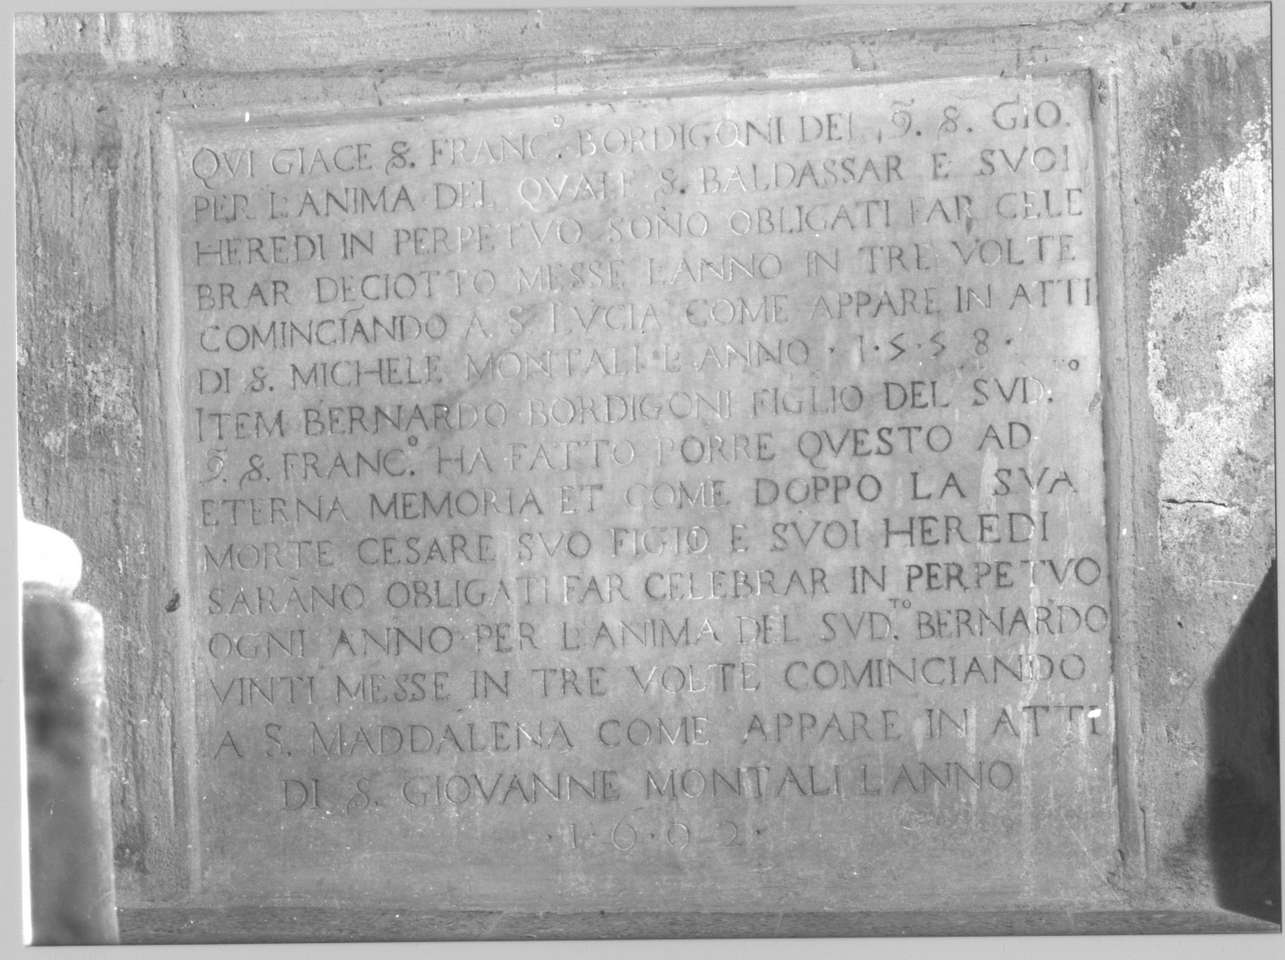 QVI GIACE S. FRANC.° BORDIGONI DEL Q. S. GIO.
PER L'ANIMA DEL QVALE S. BALDASSAR E SVOI
HEREDI IN PERPETVO SOÑO OBLIGATI FAR CELE
BRAR DECIOTTO MESSE L'ANNO IN TRE VOLTE
COMINCIANDO A S. LVCIA COME APPARE IN ATTI
DI S. MICHELE MONTALI L'ANNO ·1·5·5·8·
ITEM BERNARDO BORDIGONI FIGLIO DEL SVD.°
Q. S. FRANC.° HA FATTO PORRE QVESTO AD
ETERNA MEMORIA ET COME DOPPO LA SVA
MORTE CESARE SVO FIGIO E SVOI HEREDI
SARANO OBLIGATI FAR CELEBRAR IN PERPETVO
OGNI ANNO PER L'ANIMA DEL SVD.TO BERNARDO
VINTI MESSE IN TRE VOLTE COMINCIANDO
A S. MADDALENA COME APPARE IN ATTI
DI S. GIOVANNE MONTALI L'ANNO
·1·6·0·2·